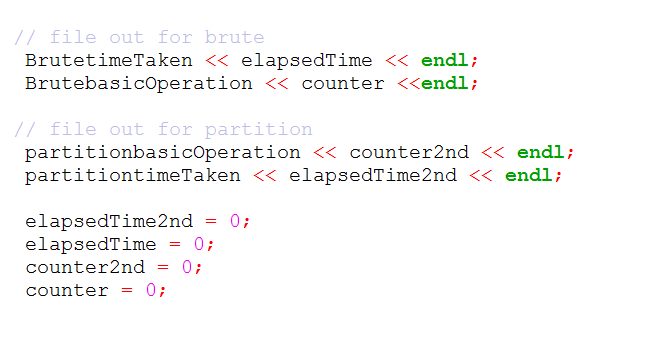 // file out for brute
BrutetimeTaken << elapsedTime << endl;
BrutebasicOperation << counter <<endl;
// file out for partition
partitionbasicOperation << counter2nd << endl;
partitiontimeTaken << elapsedTime2nd << endl;
elapsedTime2nd = 0;
elapsedTime = 0;
counter2nd = 0;
counter = 0;